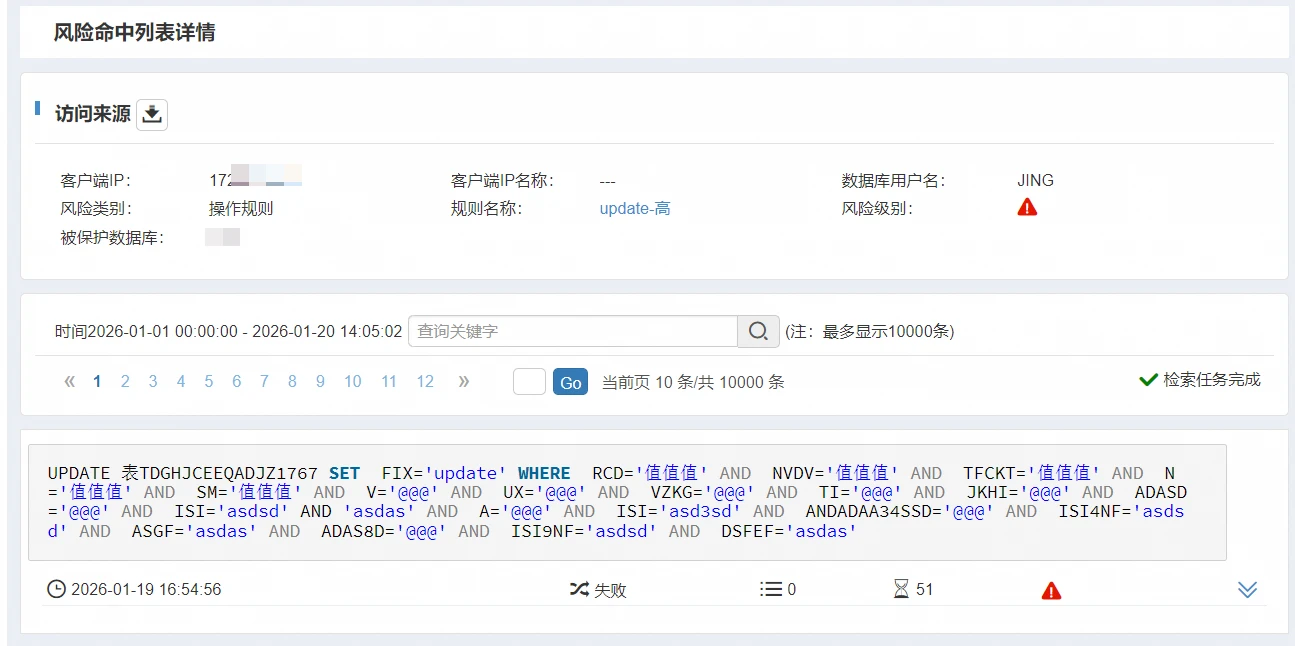 风险命中列表详情
访问来源
客户端IP： 172 客户端IP名称： --- 数据库用户名： JING
风险类别： 操作规则 规则名称： update-高 风险级别：
被保护数据库：
时间2026-01-01 00:00:00 - 2026-01-20 14:05:02 查询关键字 (注：最多显示10000条)
« 1 2 3 4 5 6 7 8 9 10 11 12 » Go 当前页 10 条/共 10000 条 检索任务完成
UPDATE 表TDGHJCEEQADJZ1767 SET FIX='update' WHERE RCD='值值值' AND NVDV='值值值' AND TFCKT='值值值' AND N
='值值值' AND SM='值值值' AND V='@@@' AND UX='@@@' AND VZKG='@@@' AND TI='@@@' AND JKHI='@@@' AND ADASD
='@@@' AND ISI='asdsd' AND 'asdas' AND A='@@@' AND ISI='asd3sd' AND ANDADAA34SSD='@@@' AND ISI4NF='asds
d' AND ASGF='asdas' AND ADAS8D='@@@' AND ISI9NF='asdsd' AND DSFEF='asdas'
2026-01-19 16:54:56 失败 0 51